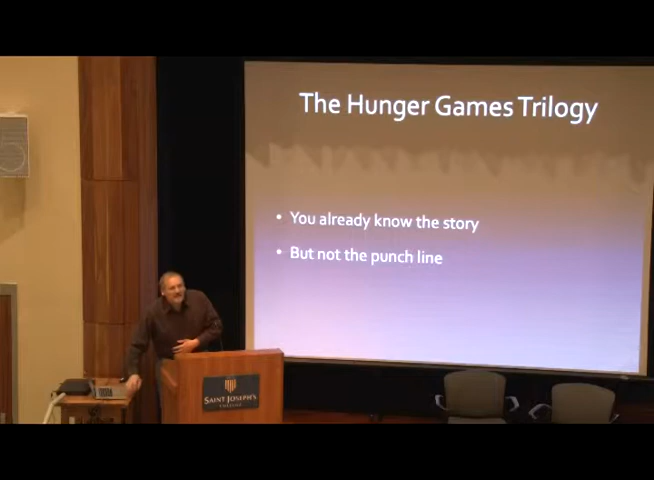 The Hunger Games Trilogy
• You already know the story
• But not the punch line
SAINT JOSEPH'S
COLLEGE